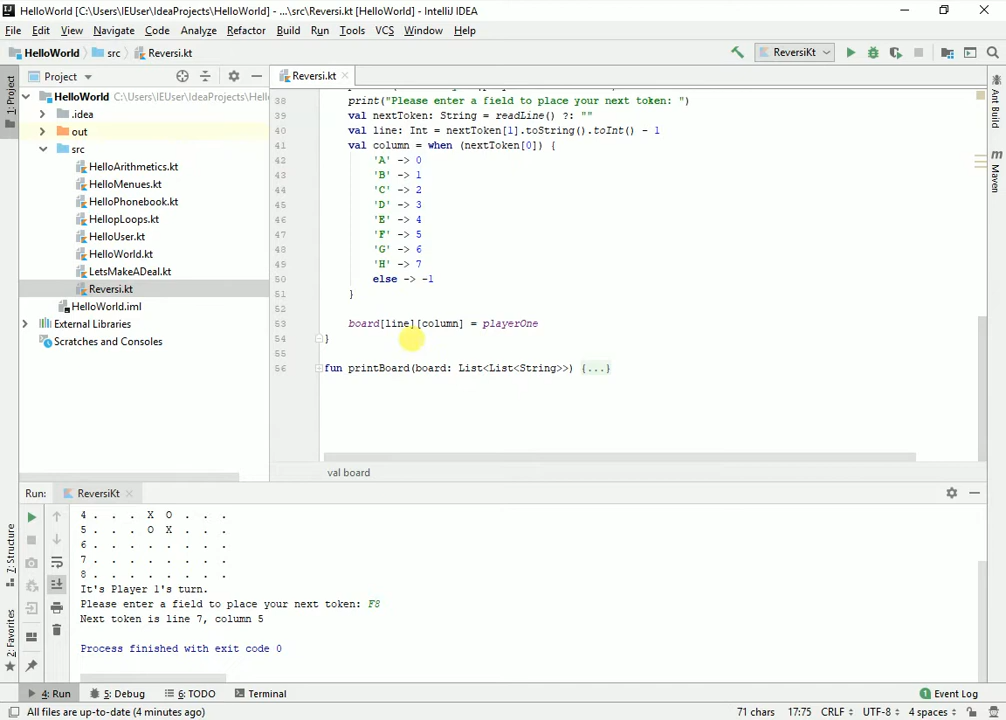 HelloWorld [C:\Users\IEUser\IdeaProjects\HelloWorld] - ...\src\Reversi.kt [HelloWorld] - IntelliJ IDEA
File Edit View Navigate Code Analyze Refactor Build Run Tools VCS Window Help
HelloWorld src Reversi.kt ReversiKt
1: Project
Project
Reversi.kt
HelloWorld C:\Users\IEUser\IdeaProjects\Hell
.idea
out
src
HelloArithmetics.kt
HelloMenues.kt
HelloPhonebook.kt
HellopLoops.kt
HelloUser.kt
HelloWorld.kt
LetsMakeADeal.kt
Reversi.kt
HelloWorld.iml
External Libraries
Scratches and Consoles
38 print("Please enter a field to place your next token: ")
39 val nextToken: String = readLine() ?: ""
40 val line: Int = nextToken[1].toString().toInt() - 1
41 val column = when (nextToken[0]) {
42 'A' -> 0
43 'B' -> 1
44 'C' -> 2
45 'D' -> 3
46 'E' -> 4
47 'F' -> 5
48 'G' -> 6
49 'H' -> 7
50 else -> -1
51 }
52
53 board[line][column] = playerOne
54 }
55
56 fun printBoard(board: List<List<String>>) {...}
val board
Ant Build
Maven
Run: ReversiKt
4 . . . X O . . .
5 . . . O X . . .
6 . . . . . . . .
7 . . . . . . . .
8 . . . . . . . .
It's Player 1's turn.
Please enter a field to place your next token: F8
Next token is line 7, column 5
Process finished with exit code 0
7: Structure
2: Favorites
4: Run 5: Debug 6: TODO Terminal Event Log
All files are up-to-date (4 minutes ago) 71 chars 17:75 CRLF UTF-8 4 spaces